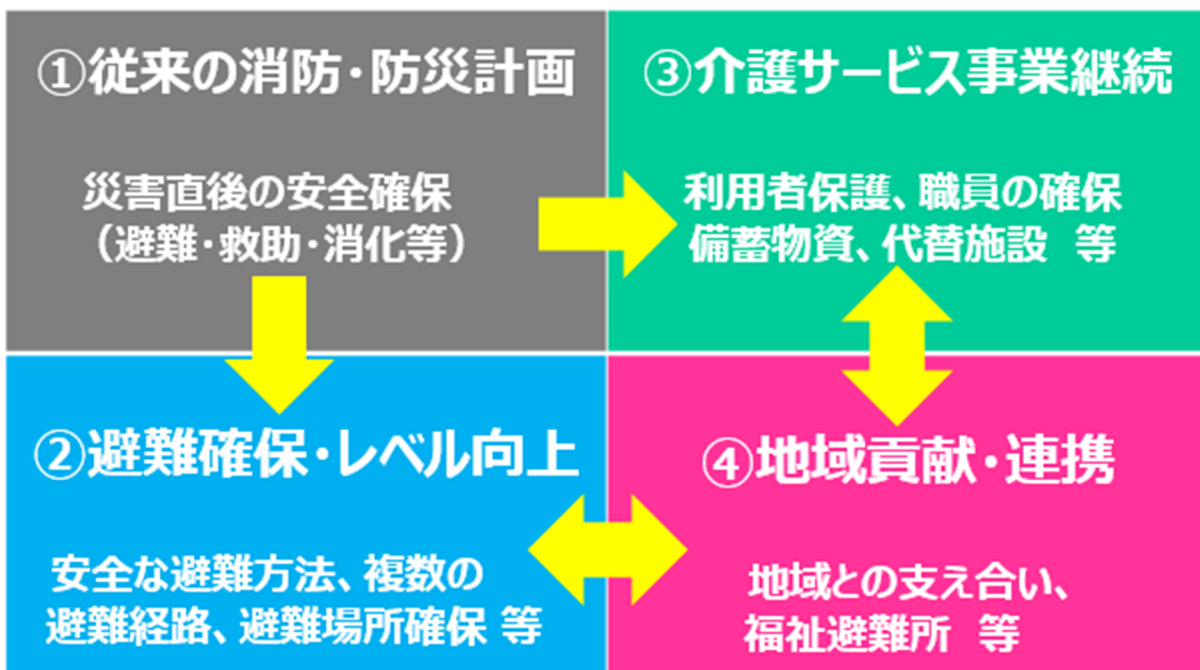 ①従来の消防・防災計画
災害直後の安全確保
（避難・救助・消化等）
②避難確保・レベル向上
安全な避難方法、複数の
避難経路、避難場所確保 等
③介護サービス事業継続
利用者保護、職員の確保
備蓄物資、代替施設 等
④地域貢献・連携
地域との支え合い、
福祉避難所 等